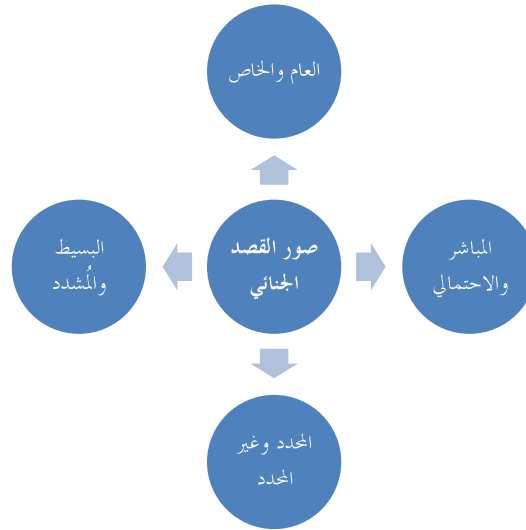 العام والخاص
صور القصد
الجنائي
المباشر
والاحتمالي
المحدد وغير
المحدد
البسيط
والمُشدد